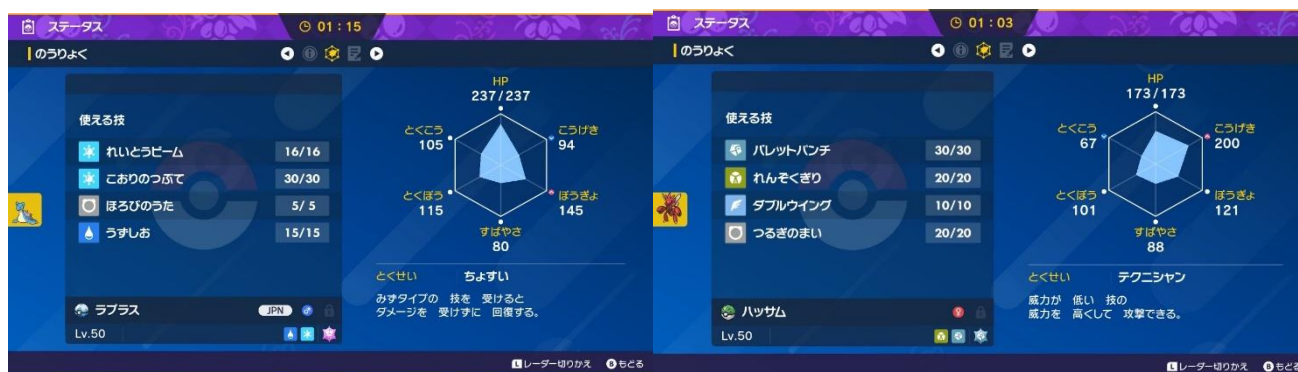 ステータス
01:15
のうりょく
使える技
れいとうビーム 16/16
こおりのつぶて 30/30
ほろびのうた 5/ 5
うずしお 15/15
ラプラス JPN
Lv.50
HP
237/237
とくこう
105
こうげき
94
とくぼう
115
ぼうぎょ
145
すばやさ
80
とくせい ちょすい
みずタイプの 技を 受けると
ダメージを 受けずに 回復する。
L レーダー切りかえ B もどる
ステータス
01:03
のうりょく
使える技
バレットパンチ 30/30
れんぞくぎり 20/20
ダブルウイング 10/10
つるぎのまい 20/20
ハッサム
Lv.50
HP
173/173
とくこう
67
こうげき
200
とくぼう
101
ぼうぎょ
121
すばやさ
88
とくせい テクニシャン
威力が 低い 技の
威力を 高くして 攻撃できる。
L レーダー切りかえ B もどる